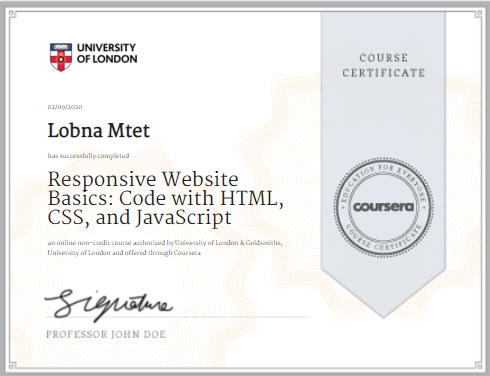 UNIVERSITY
OF LONDON
COURSE
CERTIFICATE
02/09/2020
Lobna Mtet
has successfully completed
Responsive Website
Basics: Code with HTML,
CSS, and JavaScript
an online non-credit course authorized by University of London & Goldsmiths,
University of London and offered through Coursera
EDUCATION FOR EVERYONE
coursera
COURSE CERTIFICATE
Signature
PROFESSOR JOHN DOE